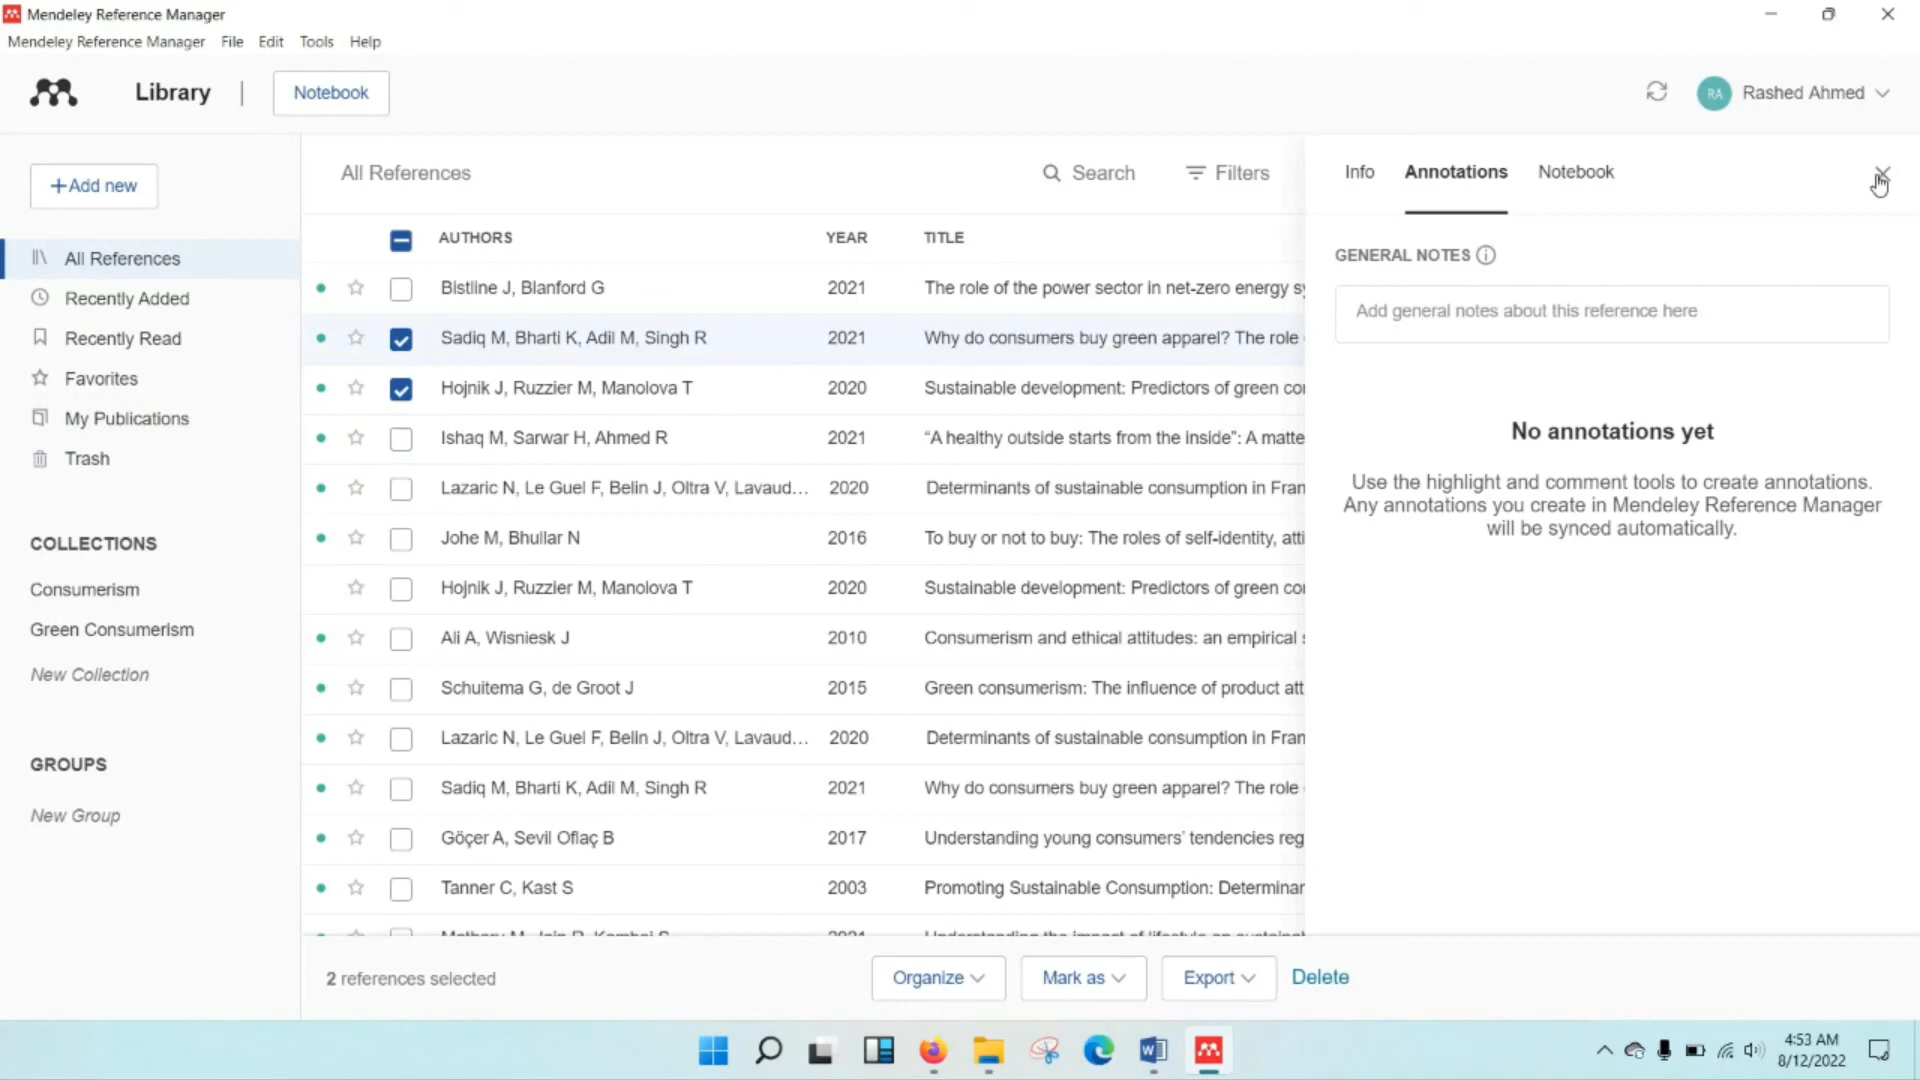 Mendeley Reference Manager
Mendeley Reference Manager File Edit Tools Help
Library | Notebook
RA Rashed Ahmed
+Add new
All References
Recently Added
Recently Read
Favorites
My Publications
Trash
COLLECTIONS
Consumerism
Green Consumerism
New Collection
GROUPS
New Group
All References Search Filters
AUTHORS YEAR TITLE
Bistline J, Blanford G 2021 The role of the power sector in net-zero energy
Sadiq M, Bharti K, Adil M, Singh R 2021 Why do consumers buy green apparel? The role
Hojnik J, Ruzzier M, Manolova T 2020 Sustainable development: Predictors of green
Ishaq M, Sarwar H, Ahmed R 2021 “A healthy outside starts from the inside”: A
Lazaric N, Le Guel F, Belin J, Oltra V, Lavaud... 2020 Determinants of sustainable consumption in
Johe M, Bhullar N 2016 To buy or not to buy: The roles of self-identity,
Hojnik J, Ruzzier M, Manolova T 2020 Sustainable development: Predictors of green
Ali A, Wisniesk J 2010 Consumerism and ethical attitudes: an empirical
Schuitema G, de Groot J 2015 Green consumerism: The influence of product
Lazaric N, Le Guel F, Belin J, Oltra V, Lavaud... 2020 Determinants of sustainable consumption in
Sadiq M, Bharti K, Adil M, Singh R 2021 Why do consumers buy green apparel? The role
Göçer A, Sevil Oflaç B 2017 Understanding young consumers’ tendencies
Tanner C, Kast S 2003 Promoting Sustainable Consumption:
2 references selected
Organize Mark as Export Delete
Info Annotations Notebook
GENERAL NOTES
Add general notes about this reference here
No annotations yet
Use the highlight and comment tools to create annotations.
Any annotations you create in Mendeley Reference Manager
will be synced automatically.
4:53 AM
8/12/2022